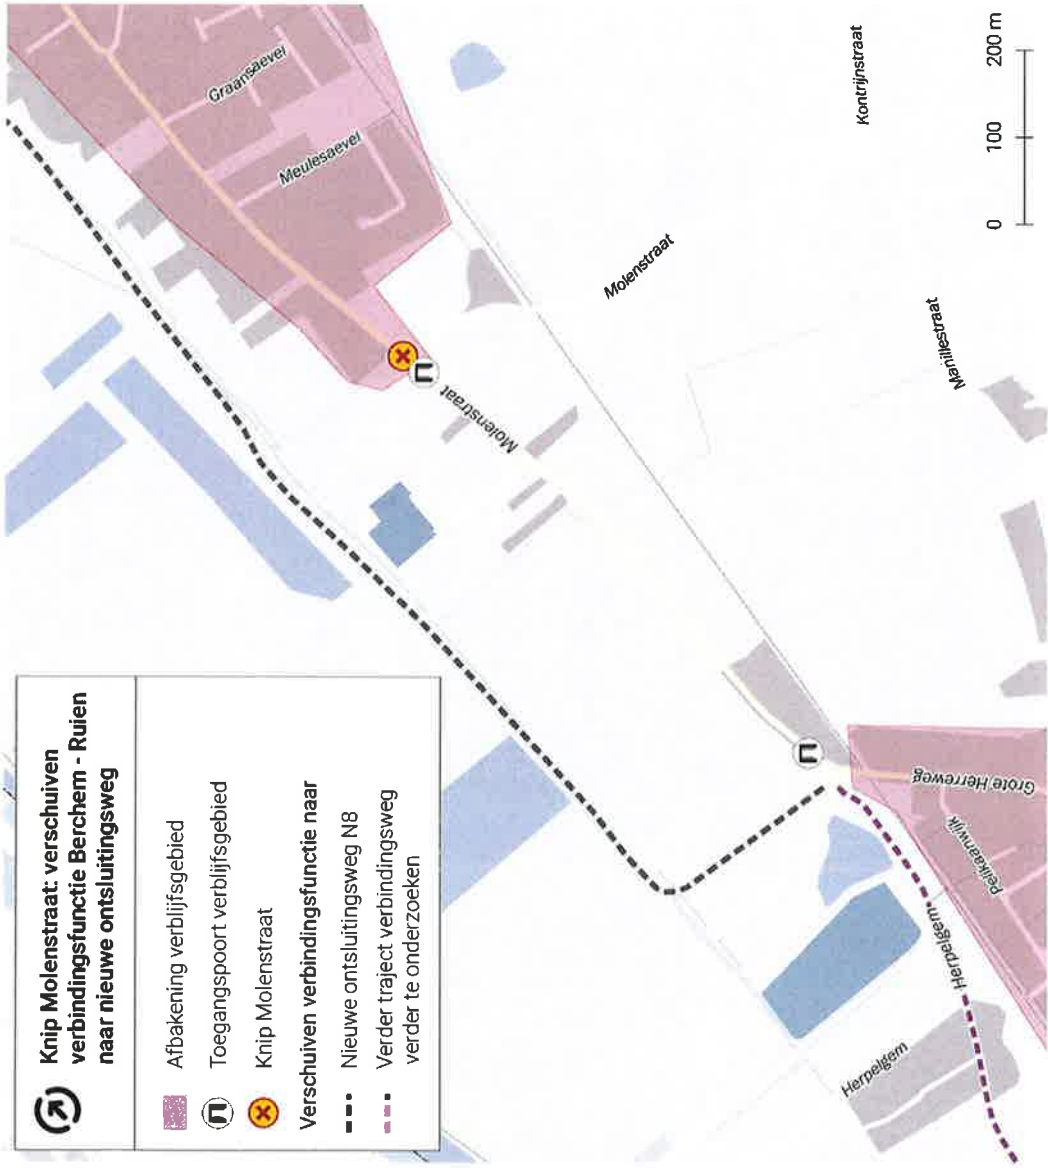 Knip Molenstraat: verschuiven
verbindingsfunctie Berchem - Ruien
naar nieuwe ontsluitingsweg
Afbakening verblijfsgebied
Toegangspoort verblijfsgebied
Knip Molenstraat
Verschuiven verbindingsfunctie naar
Nieuwe ontsluitingsweg N8
Verder traject verbindingsweg
verder te onderzoeken
Graansaevel
Meulesaevel
Molenstraat
Molenstraat
Kontrijnstraat
Manillestraat
Grote Herreweg
Pelikaanwijk
Herpelgem
Herpelgem
0 100 200 m